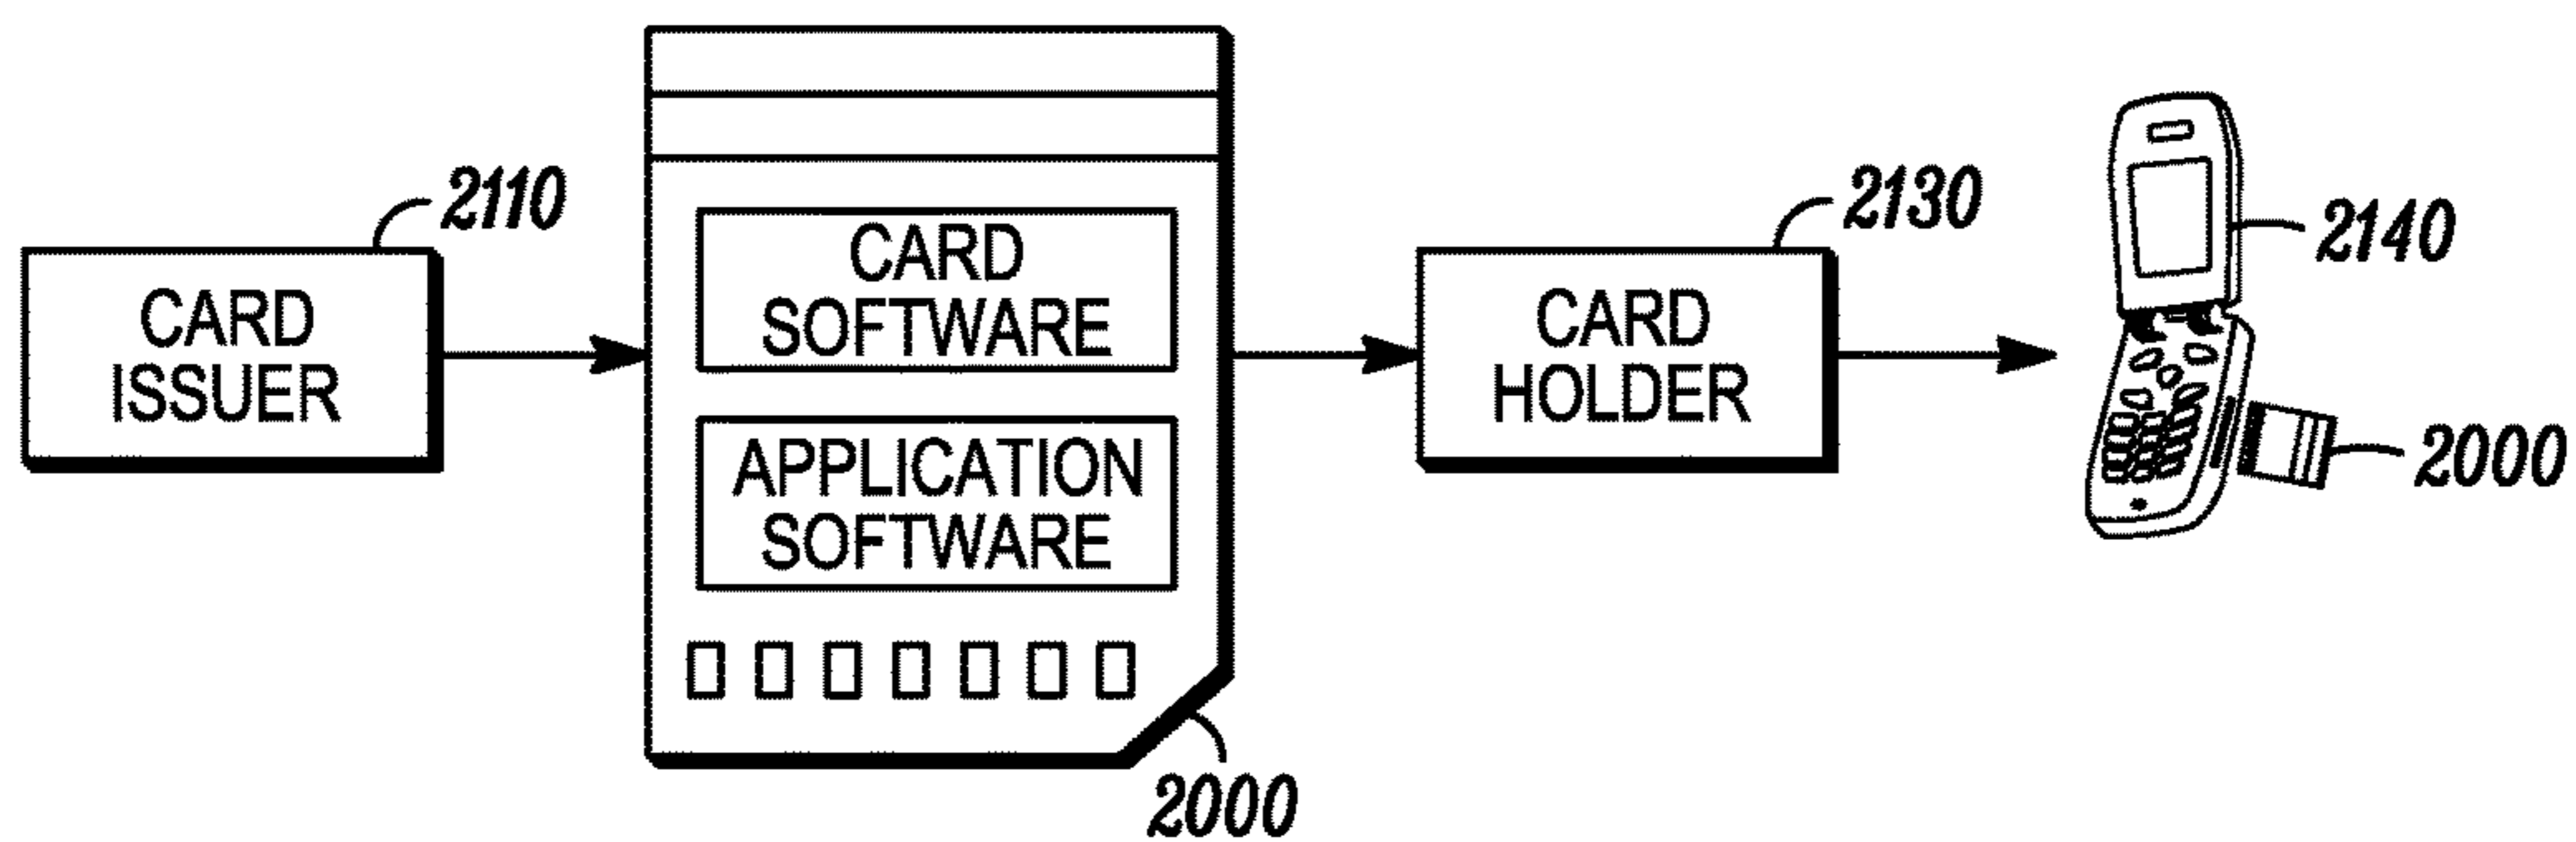 2110
CARD
ISSUER
CARD
SOFTWARE
APPLICATION
SOFTWARE
2000
2130
CARD
HOLDER
2140
2000